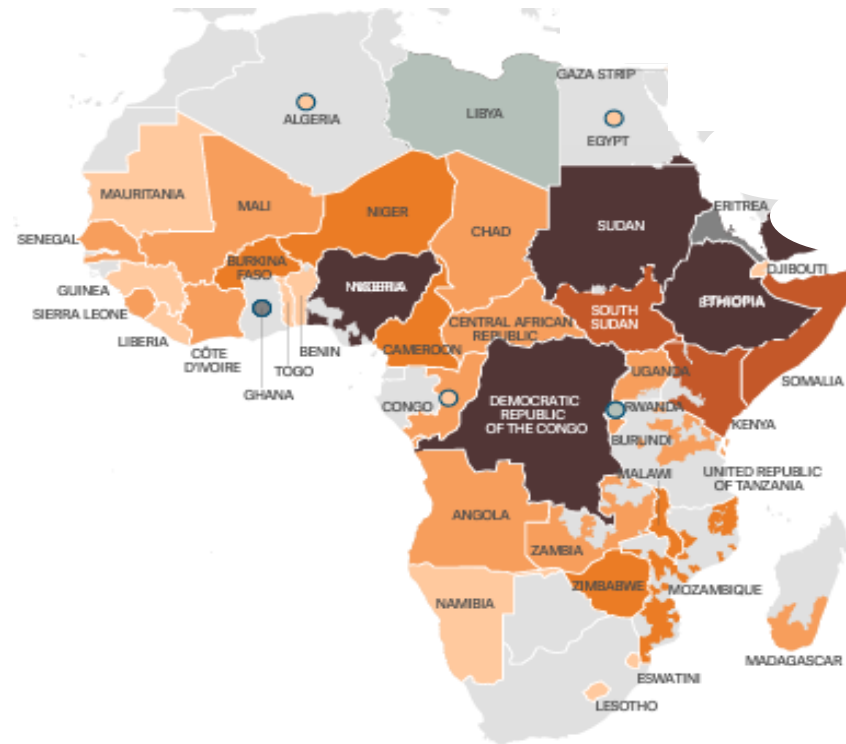 GAZA STRIP
LIBYA
ALGERIA
EGYPT
MAURITANIA
MALI
NIGER
CHAD
SUDAN
ERITREA
SENEGAL
BURKINA
FASO
NIGERIA
DJIBOUTI
ETHIOPIA
GUINEA
SIERRA LEONE
SOUTH
SUDAN
CENTRAL AFRICAN
REPUBLIC
LIBERIA
CÔTE
D'IVOIRE
BENIN
CAMEROON
TOGO
GHANA
UGANDA
SOMALIA
CONGO
DEMOCRATIC
REPUBLIC
OF THE CONGO
RWANDA
KENYA
BURUNDI
MALAWI
UNITED REPUBLIC
OF TANZANIA
ANGOLA
ZAMBIA
ZIMBABWE
MOZAMBIQUE
NAMIBIA
MADAGASCAR
ESWATINI
LESOTHO